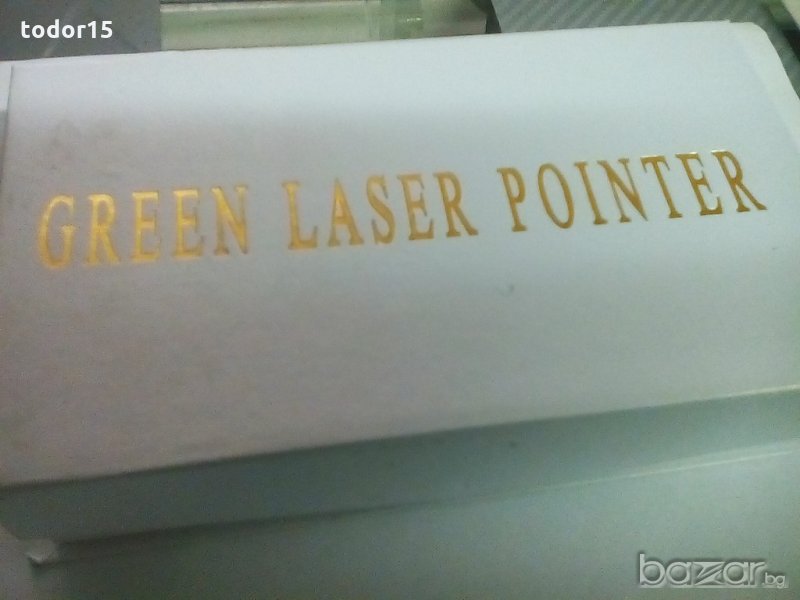 todor15
GREEN LASER POINTER
bazar.bg